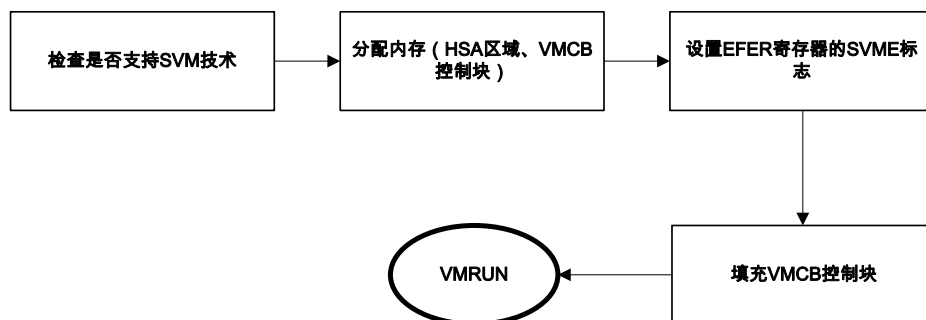 检查是否支持SVM技术
分配内存（HSA区域、VMCB
控制块）
设置EFER寄存器的SVME标
志
填充VMCB控制块
VMRUN